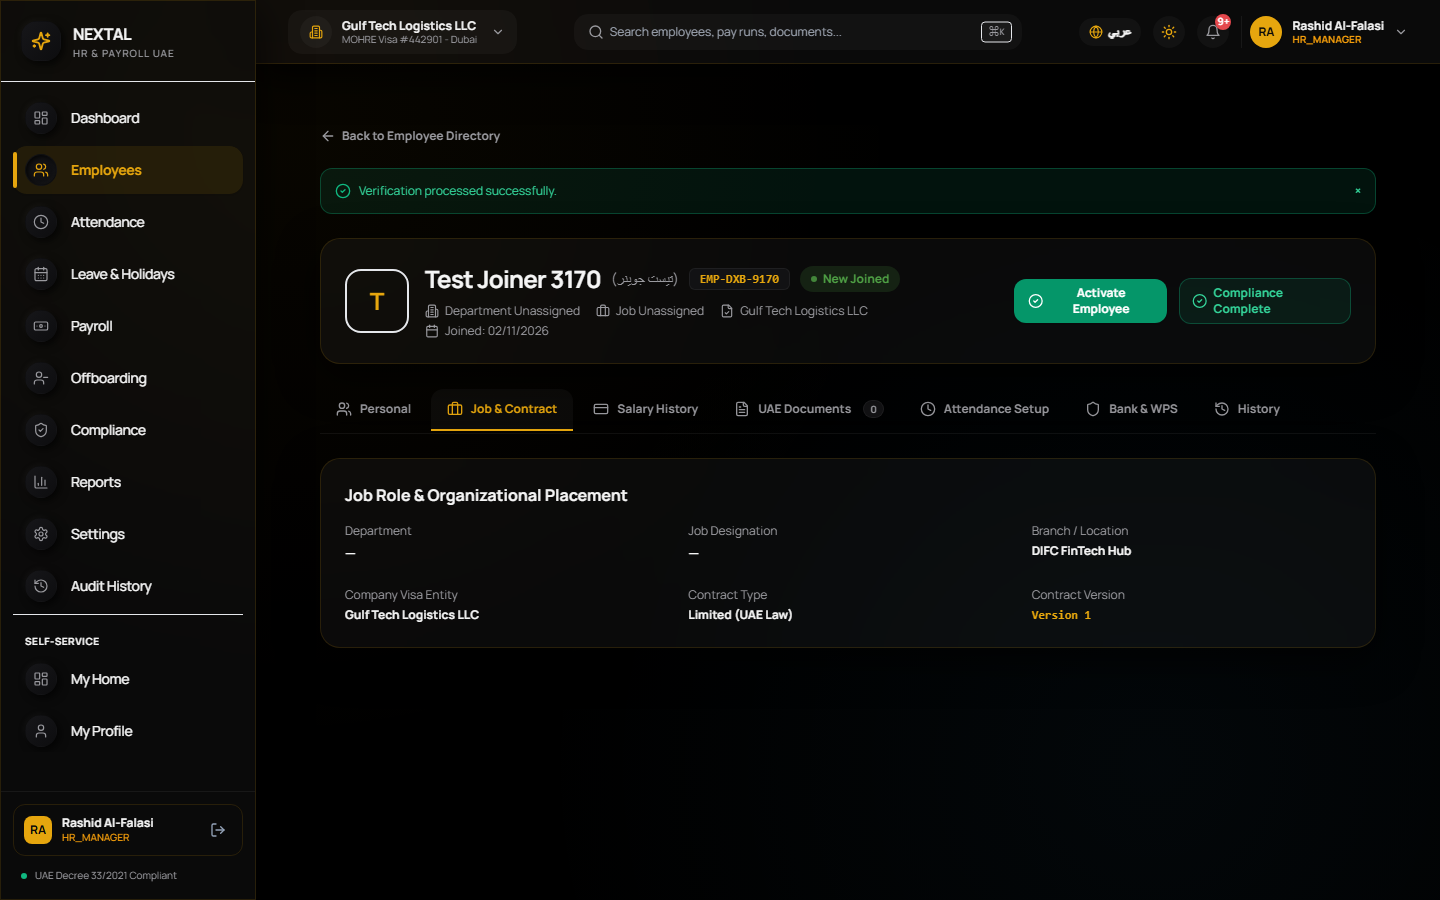 NEXTAL
HR & PAYROLL UAE
Gulf Tech Logistics LLC
MOHRE Visa #442901 - Dubai
Search employees, pay runs, documents...
⌘K
عربي
9+
RA
Rashid Al-Falasi
HR_MANAGER
Dashboard
Employees
Attendance
Leave & Holidays
Payroll
Offboarding
Compliance
Reports
Settings
Audit History
SELF-SERVICE
My Home
My Profile
RA
Rashid Al-Falasi
HR_MANAGER
UAE Decree 33/2021 Compliant
Back to Employee Directory
Verification processed successfully.
×
T
Test Joiner 3170 (تيست جوينر) EMP-DXB-9170 New Joined
Department Unassigned Job Unassigned Gulf Tech Logistics LLC
Joined: 02/11/2026
Activate
Employee
Compliance
Complete
Personal Job & Contract Salary History UAE Documents 0 Attendance Setup Bank & WPS History
Job Role & Organizational Placement
Department Job Designation Branch / Location
— — DIFC FinTech Hub
Company Visa Entity Contract Type Contract Version
Gulf Tech Logistics LLC Limited (UAE Law) Version 1